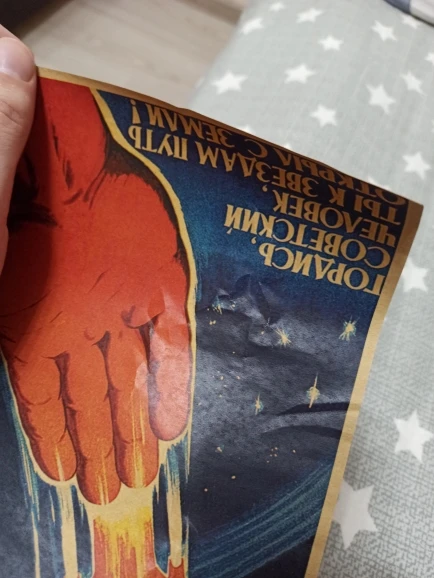 ГОРДИСЬ,
СОВЕТСКИЙ
ЧЕЛОВЕК,
ТЫ К ЗВЕЗДАМ ПУТЬ
ОТКРЫЛ С ЗЕМЛИ!